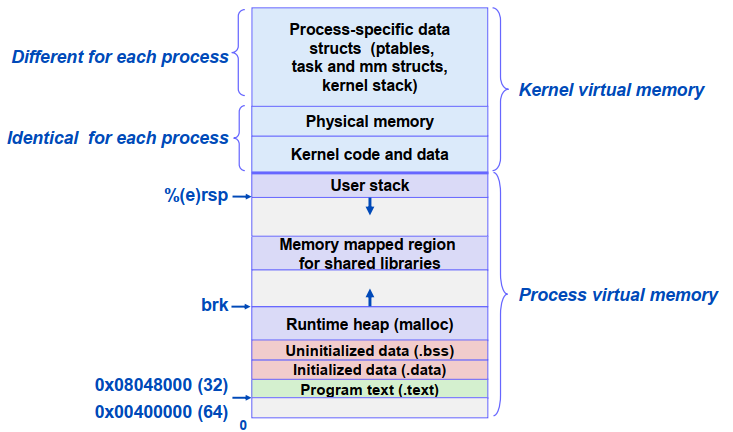 Process-specific data
structs (ptables,
task and mm structs,
kernel stack)
Different for each process
Kernel virtual memory
Physical memory
Identical for each process
Kernel code and data
User stack
%(e)rsp
Memory mapped region
for shared libraries
Process virtual memory
brk
Runtime heap (malloc)
Uninitialized data (.bss)
Initialized data (.data)
Program text (.text)
0x08048000 (32)
0x00400000 (64)
0